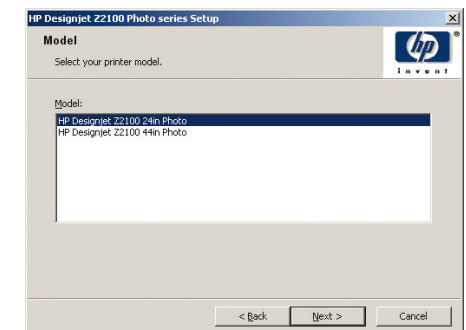 HP Designjet Z2100 Photo series Setup
Model
Select your printer model.
hp
®
invent
Model:
HP Designjet Z2100 24in Photo
HP Designjet Z2100 44in Photo
< Back
Next >
Cancel